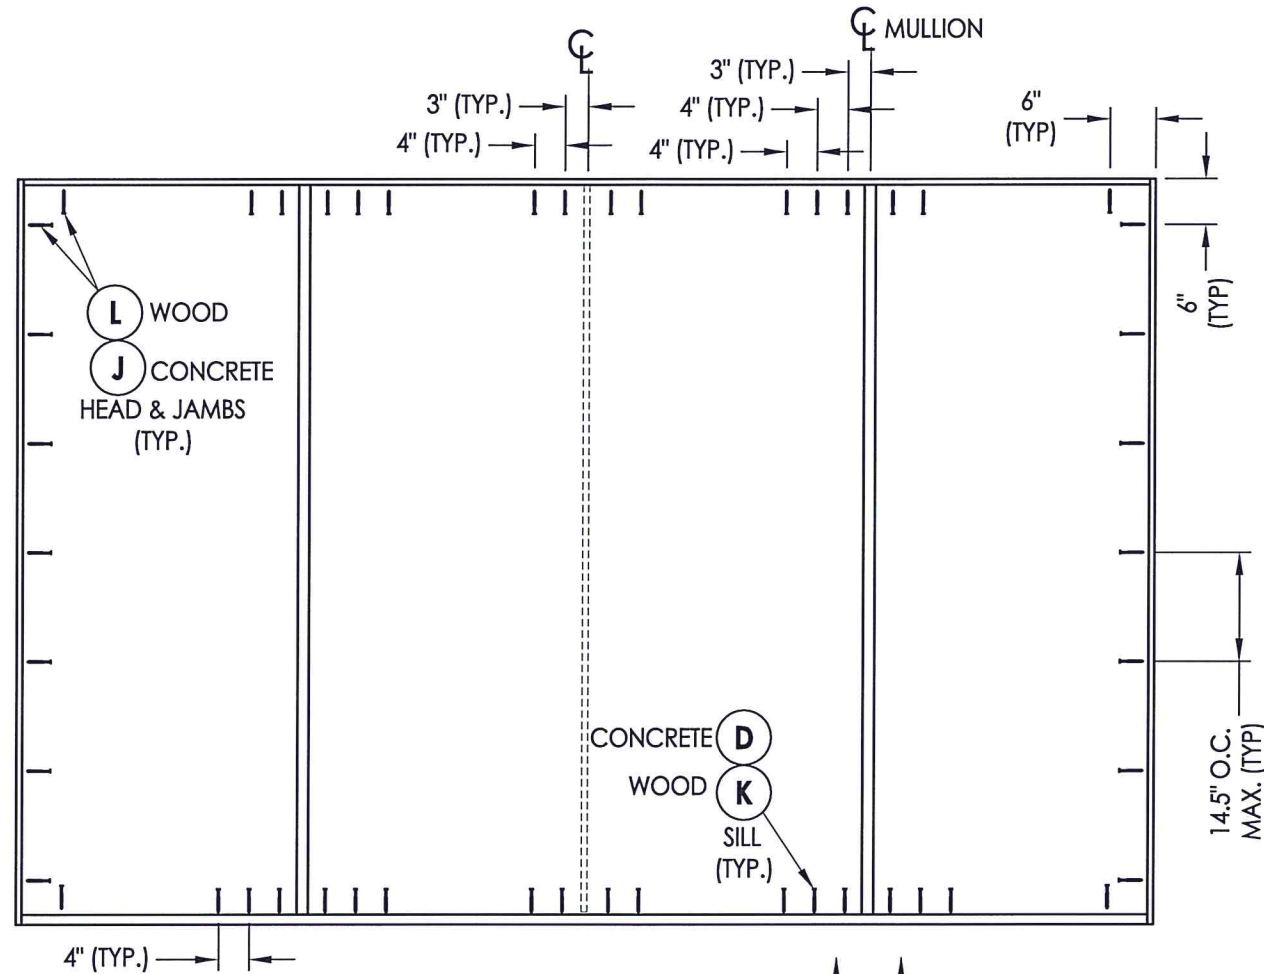 ℄
℄ MULLION
3" (TYP.)
3" (TYP.)
4" (TYP.)
4" (TYP.)
4" (TYP.)
6"
(TYP)
6"
(TYP)
L WOOD
J CONCRETE
HEAD & JAMBS
(TYP.)
CONCRETE D
WOOD K
SILL
(TYP.)
14.5" O.C.
MAX. (TYP)
4" (TYP.)